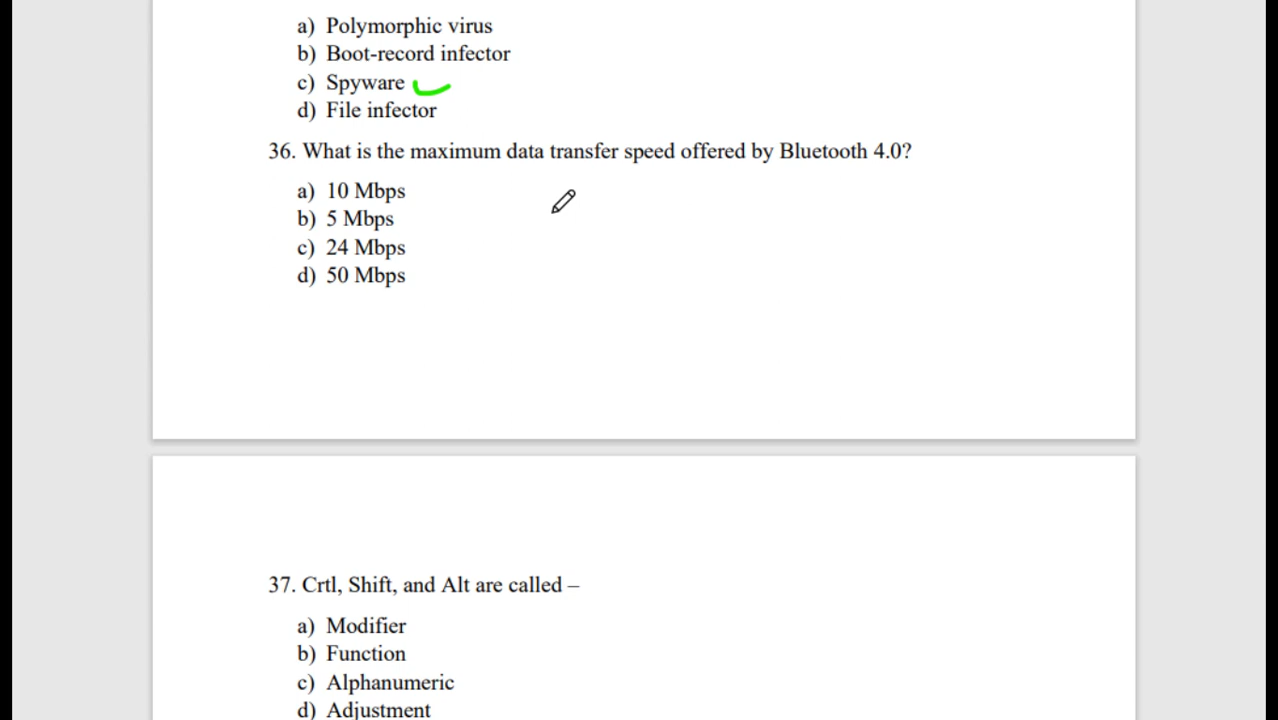 a) Polymorphic virus
b) Boot-record infector
c) Spyware
d) File infector
36. What is the maximum data transfer speed offered by Bluetooth 4.0?
a) 10 Mbps
b) 5 Mbps
c) 24 Mbps
d) 50 Mbps
37. Crtl, Shift, and Alt are called –
a) Modifier
b) Function
c) Alphanumeric
d) Adjustment